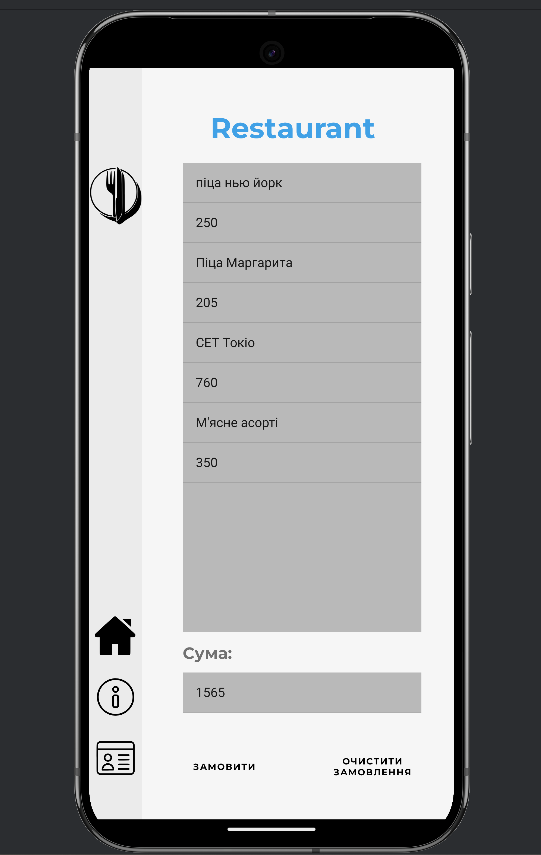 Restaurant
піца нью йорк
250
Піца Маргарита
205
СЕТ Токіо
760
М'ясне асорті
350
Сума:
1565
ЗАМОВИТИ
ОЧИСТИТИ
ЗАМОВЛЕННЯ